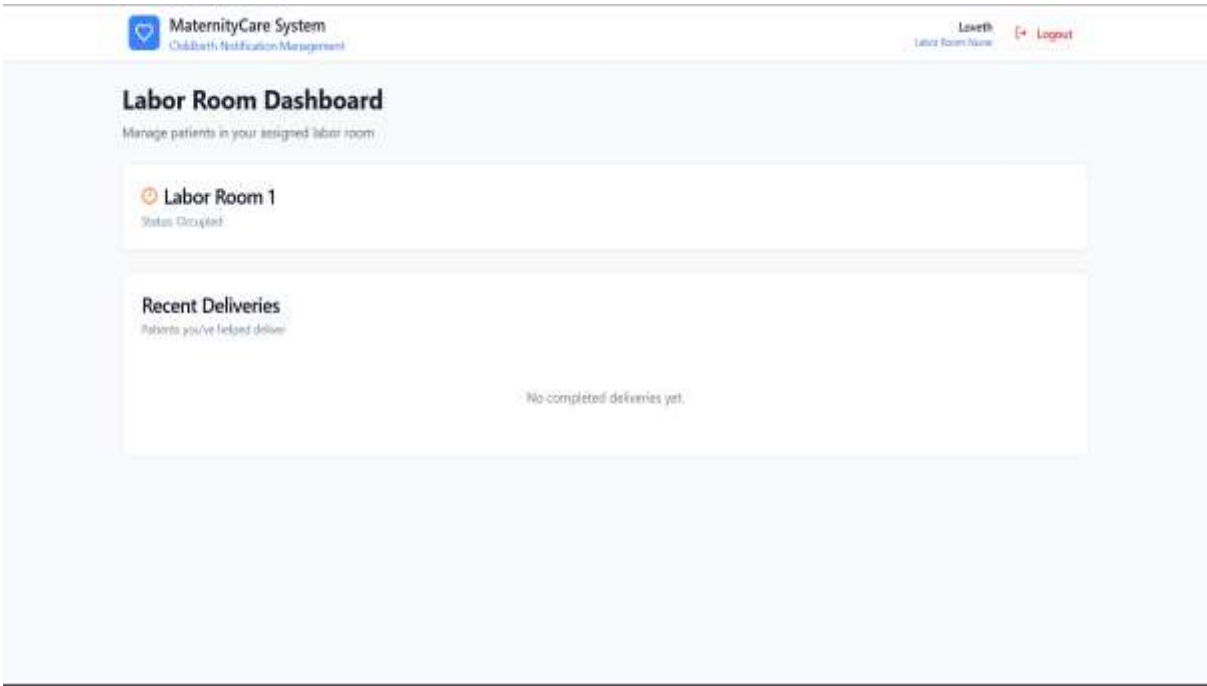 MaternityCare System
Childbirth Notification Management
Loveth
Labor Room Nurse
Logout
Labor Room Dashboard
Manage patients in your assigned labor room
Labor Room 1
Status: Occupied
Recent Deliveries
Patients you've helped deliver
No completed deliveries yet.